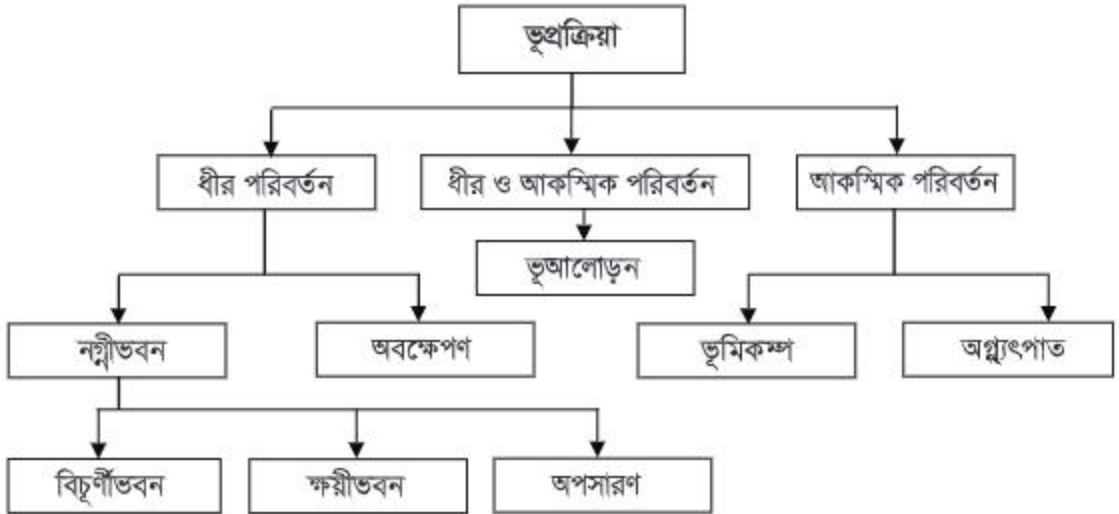 ভূপ্রক্রিয়া
ধীর পরিবর্তন
ধীর ও আকস্মিক পরিবর্তন
আকস্মিক পরিবর্তন
ভূআলোড়ন
নগ্নীভবন
অবক্ষেপণ
ভূমিকম্প
অগ্ন্যুৎপাত
বিচূর্ণীভবন
ক্ষয়ীভবন
অপসারণ